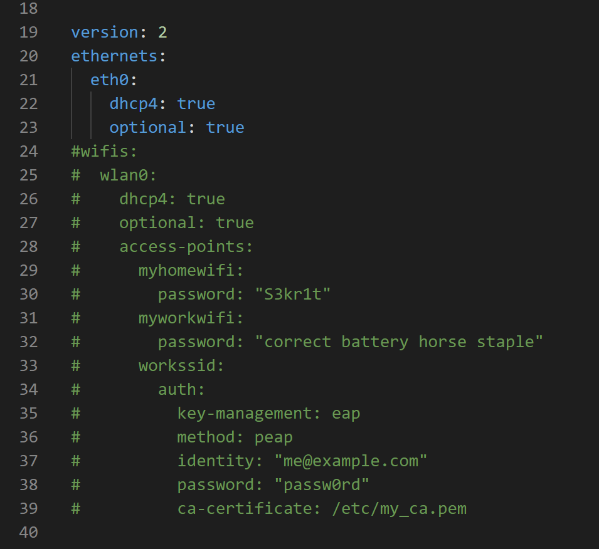 18
19 version: 2
20 ethernets:
21   eth0:
22     dhcp4: true
23     optional: true
24 #wifis:
25 #  wlan0:
26 #    dhcp4: true
27 #    optional: true
28 #    access-points:
29 #      myhomewifi:
30 #        password: "S3kr1t"
31 #      myworkwifi:
32 #        password: "correct battery horse staple"
33 #      workssid:
34 #        auth:
35 #          key-management: eap
36 #          method: peap
37 #          identity: "me@example.com"
38 #          password: "passw0rd"
39 #          ca-certificate: /etc/my_ca.pem
40